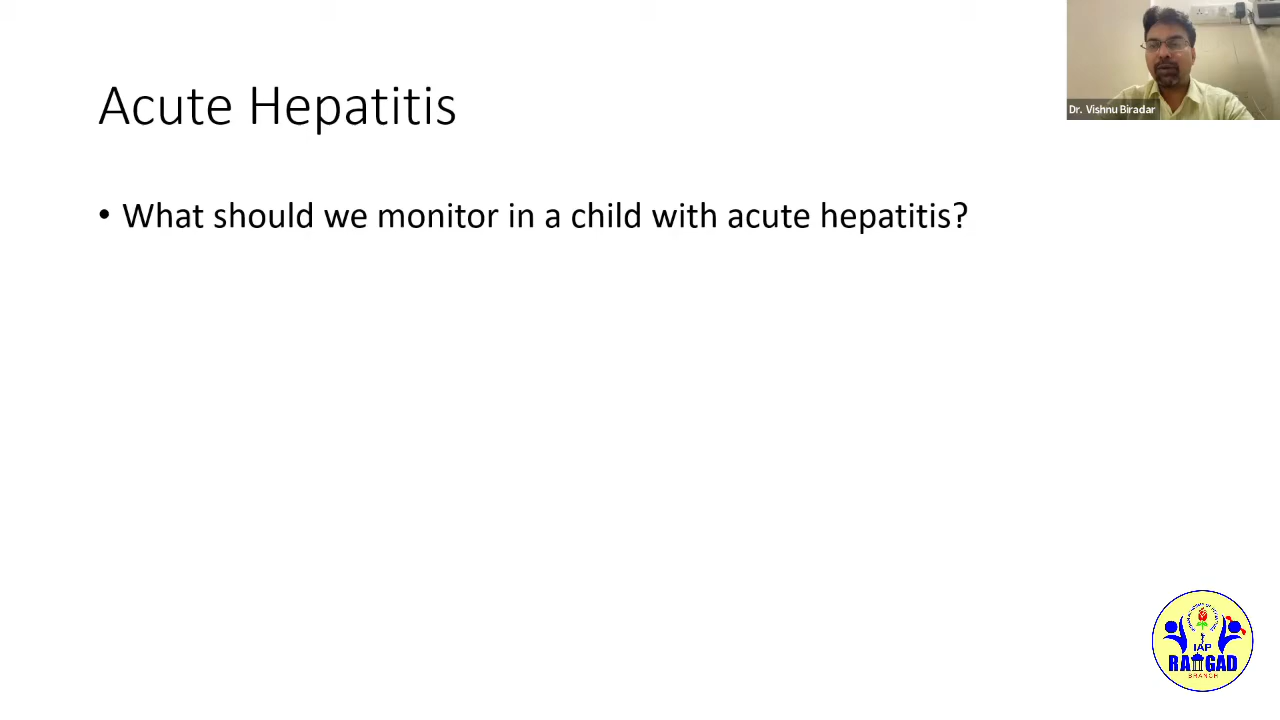 Acute Hepatitis
Dr. Vishnu Biradar
• What should we monitor in a child with acute hepatitis?
IAP
RAIGAD
BRANCH